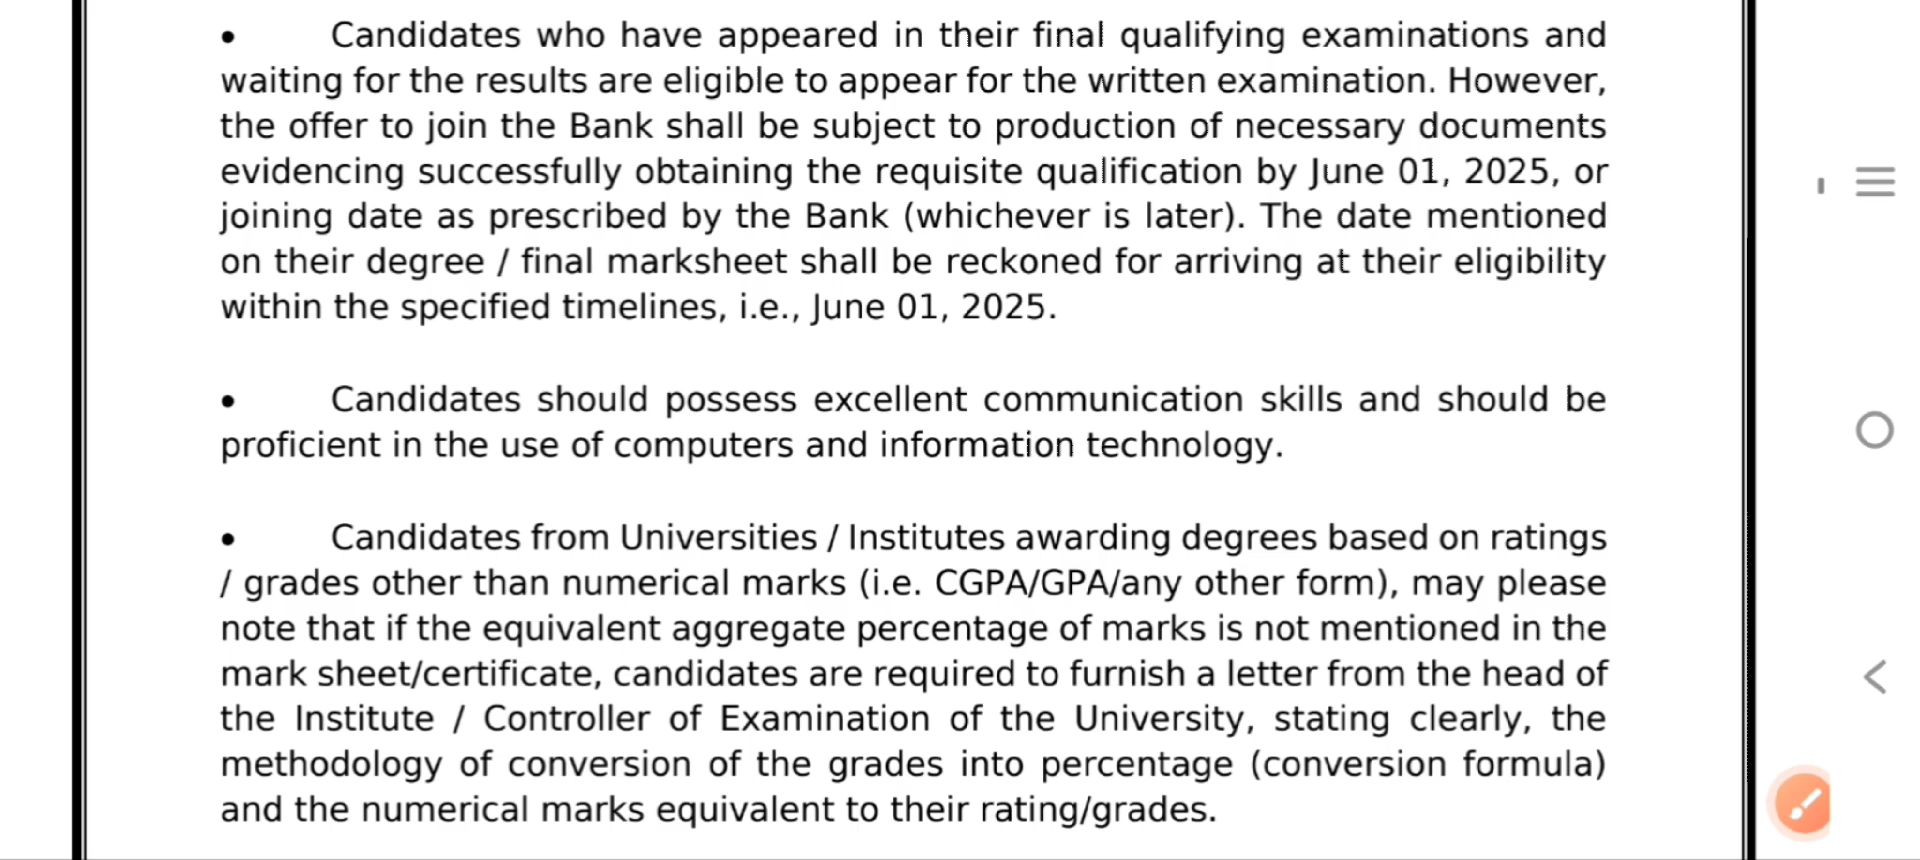 • Candidates who have appeared in their final qualifying examinations and
waiting for the results are eligible to appear for the written examination. However,
the offer to join the Bank shall be subject to production of necessary documents
evidencing successfully obtaining the requisite qualification by June 01, 2025, or
joining date as prescribed by the Bank (whichever is later). The date mentioned
on their degree / final marksheet shall be reckoned for arriving at their eligibility
within the specified timelines, i.e., June 01, 2025.
• Candidates should possess excellent communication skills and should be
proficient in the use of computers and information technology.
• Candidates from Universities / Institutes awarding degrees based on ratings
/ grades other than numerical marks (i.e. CGPA/GPA/any other form), may please
note that if the equivalent aggregate percentage of marks is not mentioned in the
mark sheet/certificate, candidates are required to furnish a letter from the head of
the Institute / Controller of Examination of the University, stating clearly, the
methodology of conversion of the grades into percentage (conversion formula)
and the numerical marks equivalent to their rating/grades.